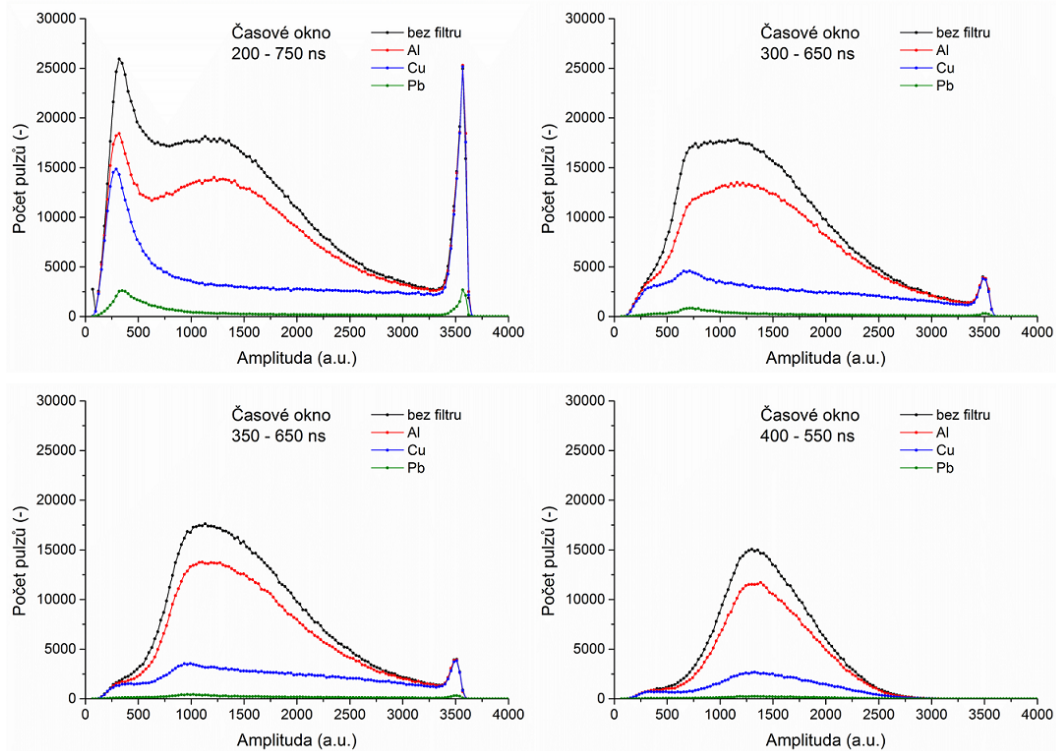 30000
25000
20000
15000
10000
5000
0
Počet pulzů (-)
Časové okno
200 - 750 ns
bez filtru
Al
Cu
Pb
0 500 1000 1500 2000 2500 3000 3500 4000
Amplituda (a.u.)
30000
25000
20000
15000
10000
5000
0
Počet pulzů (-)
Časové okno
300 - 650 ns
bez filtru
Al
Cu
Pb
0 500 1000 1500 2000 2500 3000 3500 4000
Amplituda (a.u.)
30000
25000
20000
15000
10000
5000
0
Počet pulzů (-)
Časové okno
350 - 650 ns
bez filtru
Al
Cu
Pb
0 500 1000 1500 2000 2500 3000 3500 4000
Amplituda (a.u.)
30000
25000
20000
15000
10000
5000
0
Počet pulzů (-)
Časové okno
400 - 550 ns
bez filtru
Al
Cu
Pb
0 500 1000 1500 2000 2500 3000 3500 4000
Amplituda (a.u.)